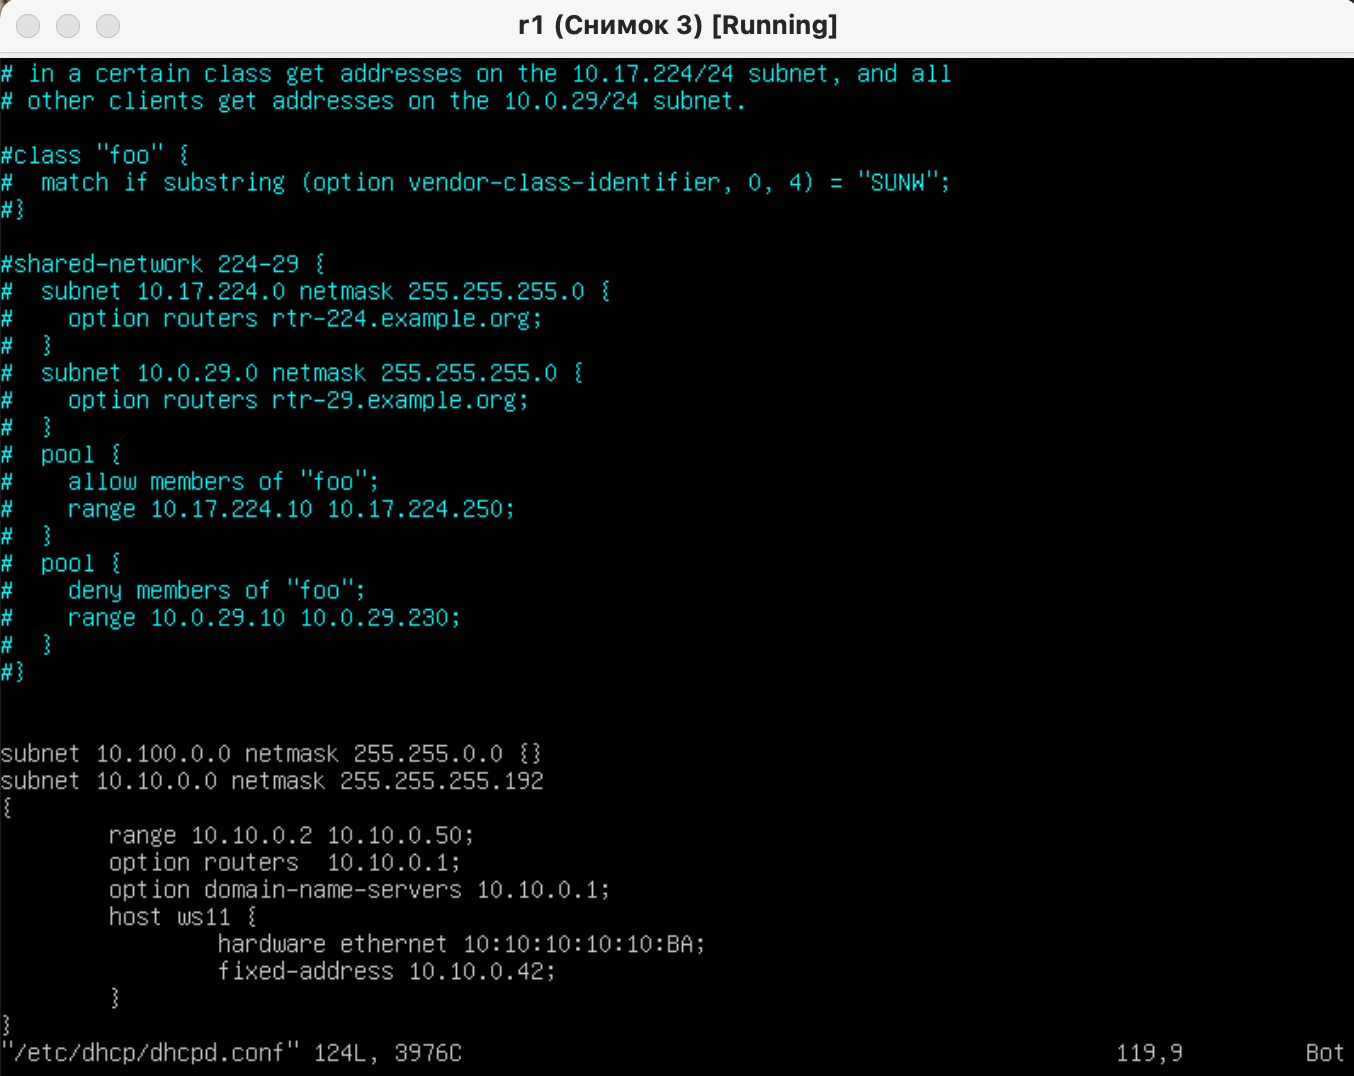 r1 (Снимок 3) [Running]
# in a certain class get addresses on the 10.17.224/24 subnet, and all
# other clients get addresses on the 10.0.29/24 subnet.
#class "foo" {
#  match if substring (option vendor-class-identifier, 0, 4) = "SUNW";
#}
#shared-network 224-29 {
#  subnet 10.17.224.0 netmask 255.255.255.0 {
#    option routers rtr-224.example.org;
#  }
#  subnet 10.0.29.0 netmask 255.255.255.0 {
#    option routers rtr-29.example.org;
#  }
#  pool {
#    allow members of "foo";
#    range 10.17.224.10 10.17.224.250;
#  }
#  pool {
#    deny members of "foo";
#    range 10.0.29.10 10.0.29.230;
#  }
#}
subnet 10.100.0.0 netmask 255.255.0.0 {}
subnet 10.10.0.0 netmask 255.255.255.192
{
        range 10.10.0.2 10.10.0.50;
        option routers  10.10.0.1;
        option domain-name-servers 10.10.0.1;
        host ws11 {
                hardware ethernet 10:10:10:10:10:BA;
                fixed-address 10.10.0.42;
        }
}
"/etc/dhcp/dhcpd.conf" 124L, 3976C 119,9 Bot